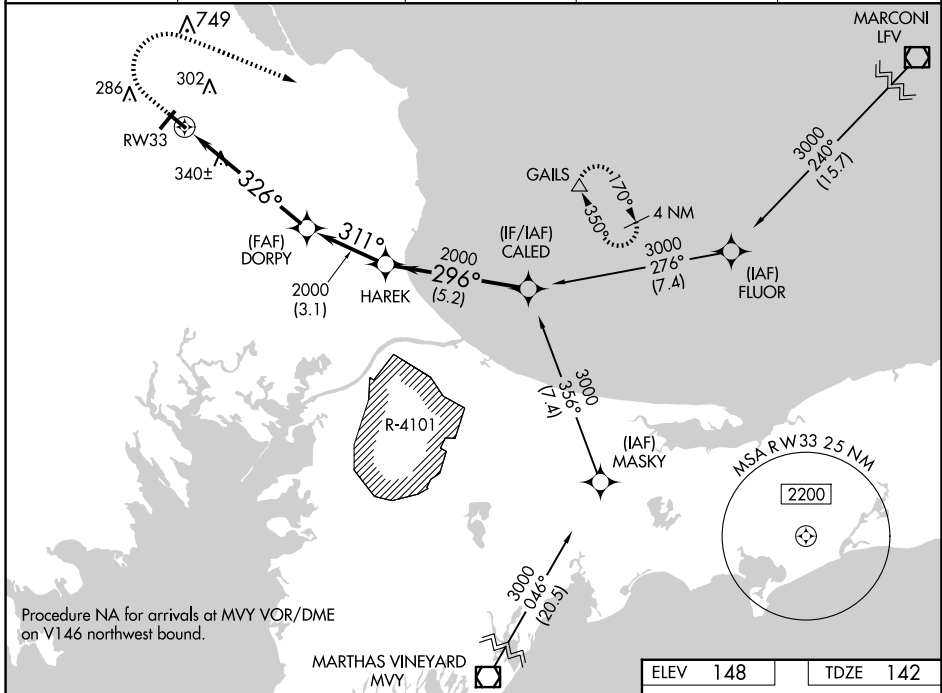 749
302
286
RW33
340±
326°
(FAF)
DORPY
311°
2000
(3.1)
HAREK
2000
296°
(5.2)
(IF/IAF)
CALED
GAILS
170°
350°
4 NM
3000
276°
(7.4)
(IAF)
FLUOR
MARCONI
LFV
3000
240°
(15.7)
R-4101
3000
356°
(7.4)
(IAF)
MASKY
MSA RW33 25 NM
2200
3000
046°
(20.5)
Procedure NA for arrivals at MVY VOR/DME
on V146 northwest bound.
MARTHAS VINEYARD
MVY
ELEV 148
TDZE 142